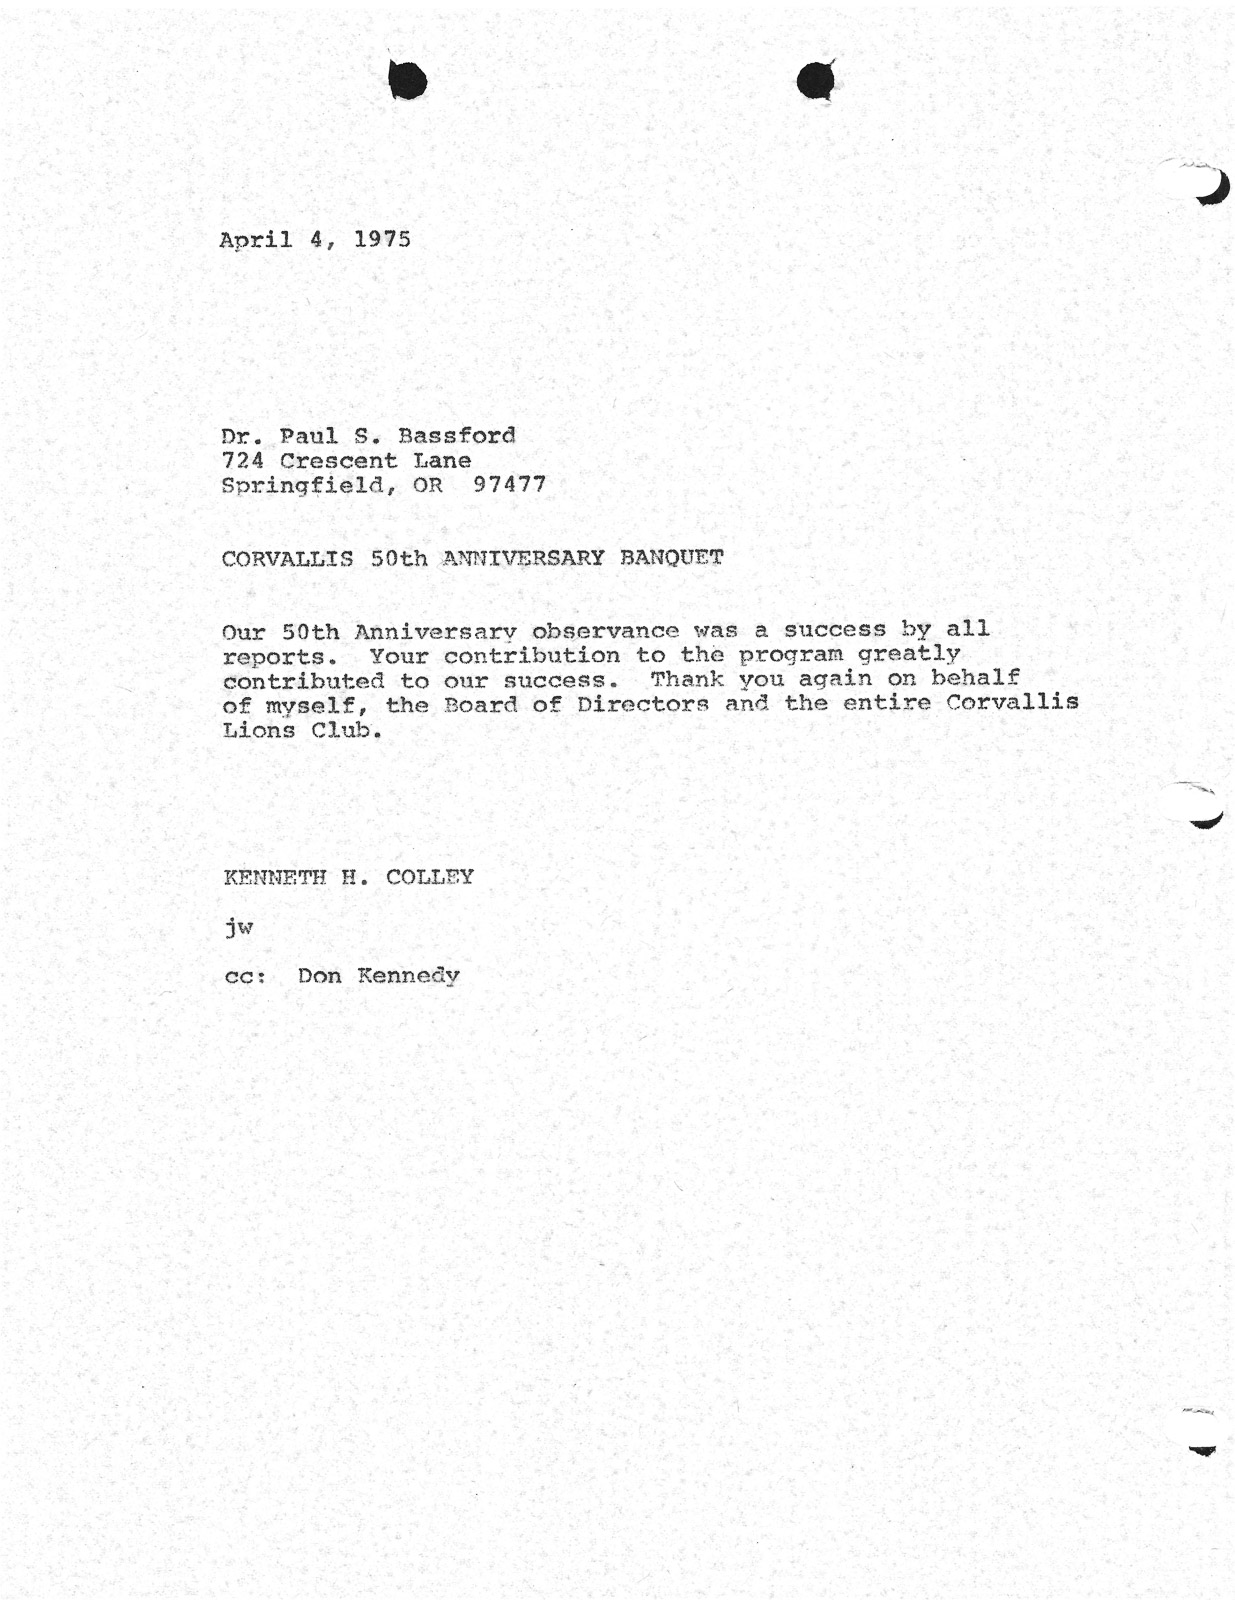 April 4, 1975
Dr. Paul S. Bassford
724 Crescent Lane
Springfield, OR  97477
CORVALLIS 50th ANNIVERSARY BANQUET
Our 50th Anniversary observance was a success by all
reports.  Your contribution to the program greatly
contributed to our success.  Thank you again on behalf
of myself, the Board of Directors and the entire Corvallis
Lions Club.
KENNETH H. COLLEY
jw
cc:  Don Kennedy